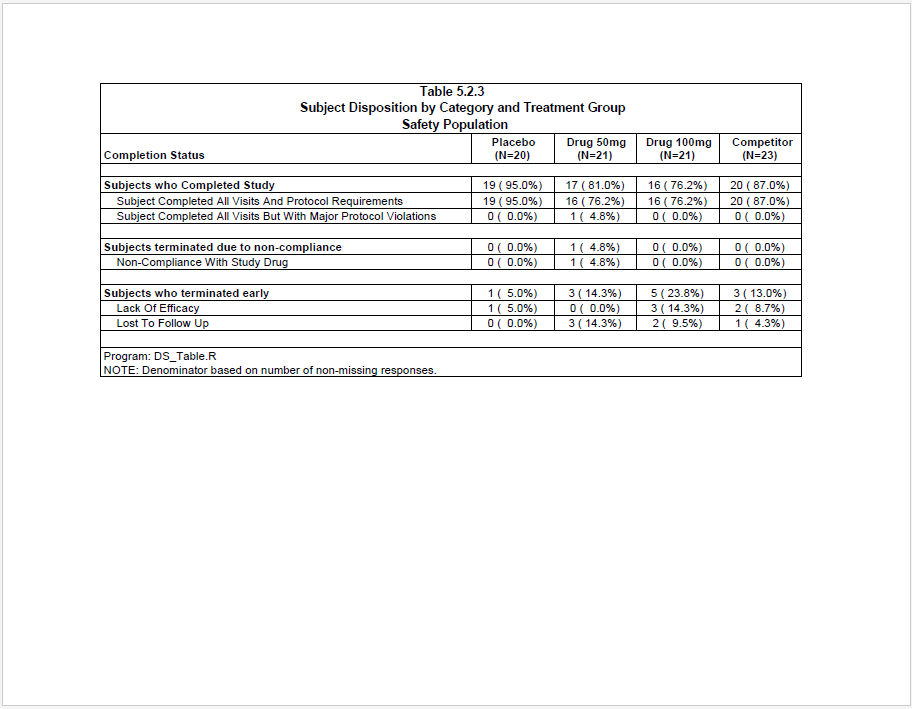 Table 5.2.3
Subject Disposition by Category and Treatment Group
Safety Population
Placebo Drug 50mg Drug 100mg Competitor
Completion Status (N=20) (N=21) (N=21) (N=23)
Subjects who Completed Study 19 ( 95.0%) 17 ( 81.0%) 16 ( 76.2%) 20 ( 87.0%)
Subject Completed All Visits And Protocol Requirements 19 ( 95.0%) 16 ( 76.2%) 16 ( 76.2%) 20 ( 87.0%)
Subject Completed All Visits But With Major Protocol Violations 0 ( 0.0%) 1 ( 4.8%) 0 ( 0.0%) 0 ( 0.0%)
Subjects terminated due to non-compliance 0 ( 0.0%) 1 ( 4.8%) 0 ( 0.0%) 0 ( 0.0%)
Non-Compliance With Study Drug 0 ( 0.0%) 1 ( 4.8%) 0 ( 0.0%) 0 ( 0.0%)
Subjects who terminated early 1 ( 5.0%) 3 ( 14.3%) 5 ( 23.8%) 3 ( 13.0%)
Lack Of Efficacy 1 ( 5.0%) 0 ( 0.0%) 3 ( 14.3%) 2 ( 8.7%)
Lost To Follow Up 0 ( 0.0%) 3 ( 14.3%) 2 ( 9.5%) 1 ( 4.3%)
Program: DS_Table.R
NOTE: Denominator based on number of non-missing responses.